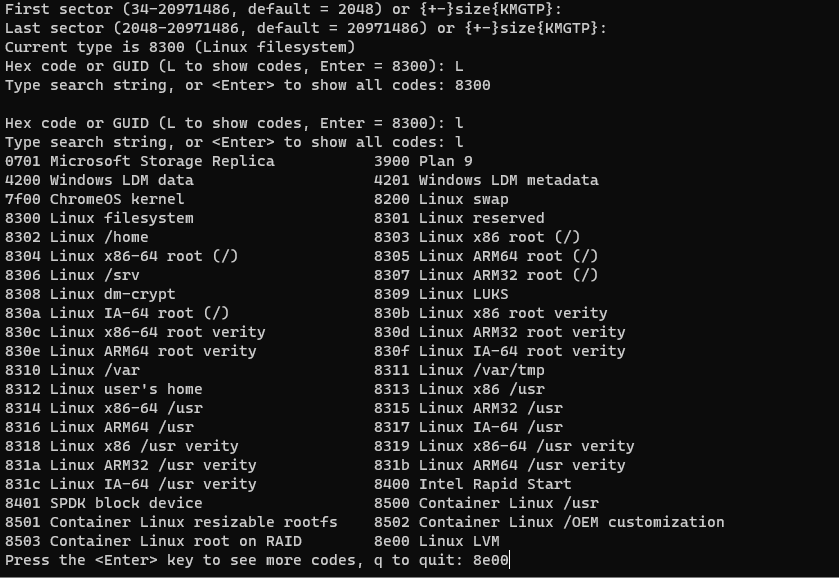 First sector (34-20971486, default = 2048) or {+-}size{KMGTP}:
Last sector (2048-20971486, default = 20971486) or {+-}size{KMGTP}:
Current type is 8300 (Linux filesystem)
Hex code or GUID (L to show codes, Enter = 8300): L
Type search string, or <Enter> to show all codes: 8300
Hex code or GUID (L to show codes, Enter = 8300): l
Type search string, or <Enter> to show all codes: l
0701 Microsoft Storage Replica 3900 Plan 9
4200 Windows LDM data 4201 Windows LDM metadata
7f00 ChromeOS kernel 8200 Linux swap
8300 Linux filesystem 8301 Linux reserved
8302 Linux /home 8303 Linux x86 root (/)
8304 Linux x86-64 root (/) 8305 Linux ARM64 root (/)
8306 Linux /srv 8307 Linux ARM32 root (/)
8308 Linux dm-crypt 8309 Linux LUKS
830a Linux IA-64 root (/) 830b Linux x86 root verity
830c Linux x86-64 root verity 830d Linux ARM32 root verity
830e Linux ARM64 root verity 830f Linux IA-64 root verity
8310 Linux /var 8311 Linux /var/tmp
8312 Linux user's home 8313 Linux x86 /usr
8314 Linux x86-64 /usr 8315 Linux ARM32 /usr
8316 Linux ARM64 /usr 8317 Linux IA-64 /usr
8318 Linux x86 /usr verity 8319 Linux x86-64 /usr verity
831a Linux ARM32 /usr verity 831b Linux ARM64 /usr verity
831c Linux IA-64 /usr verity 8400 Intel Rapid Start
8401 SPDK block device 8500 Container Linux /usr
8501 Container Linux resizable rootfs 8502 Container Linux /OEM customization
8503 Container Linux root on RAID 8e00 Linux LVM
Press the <Enter> key to see more codes, q to quit: 8e00